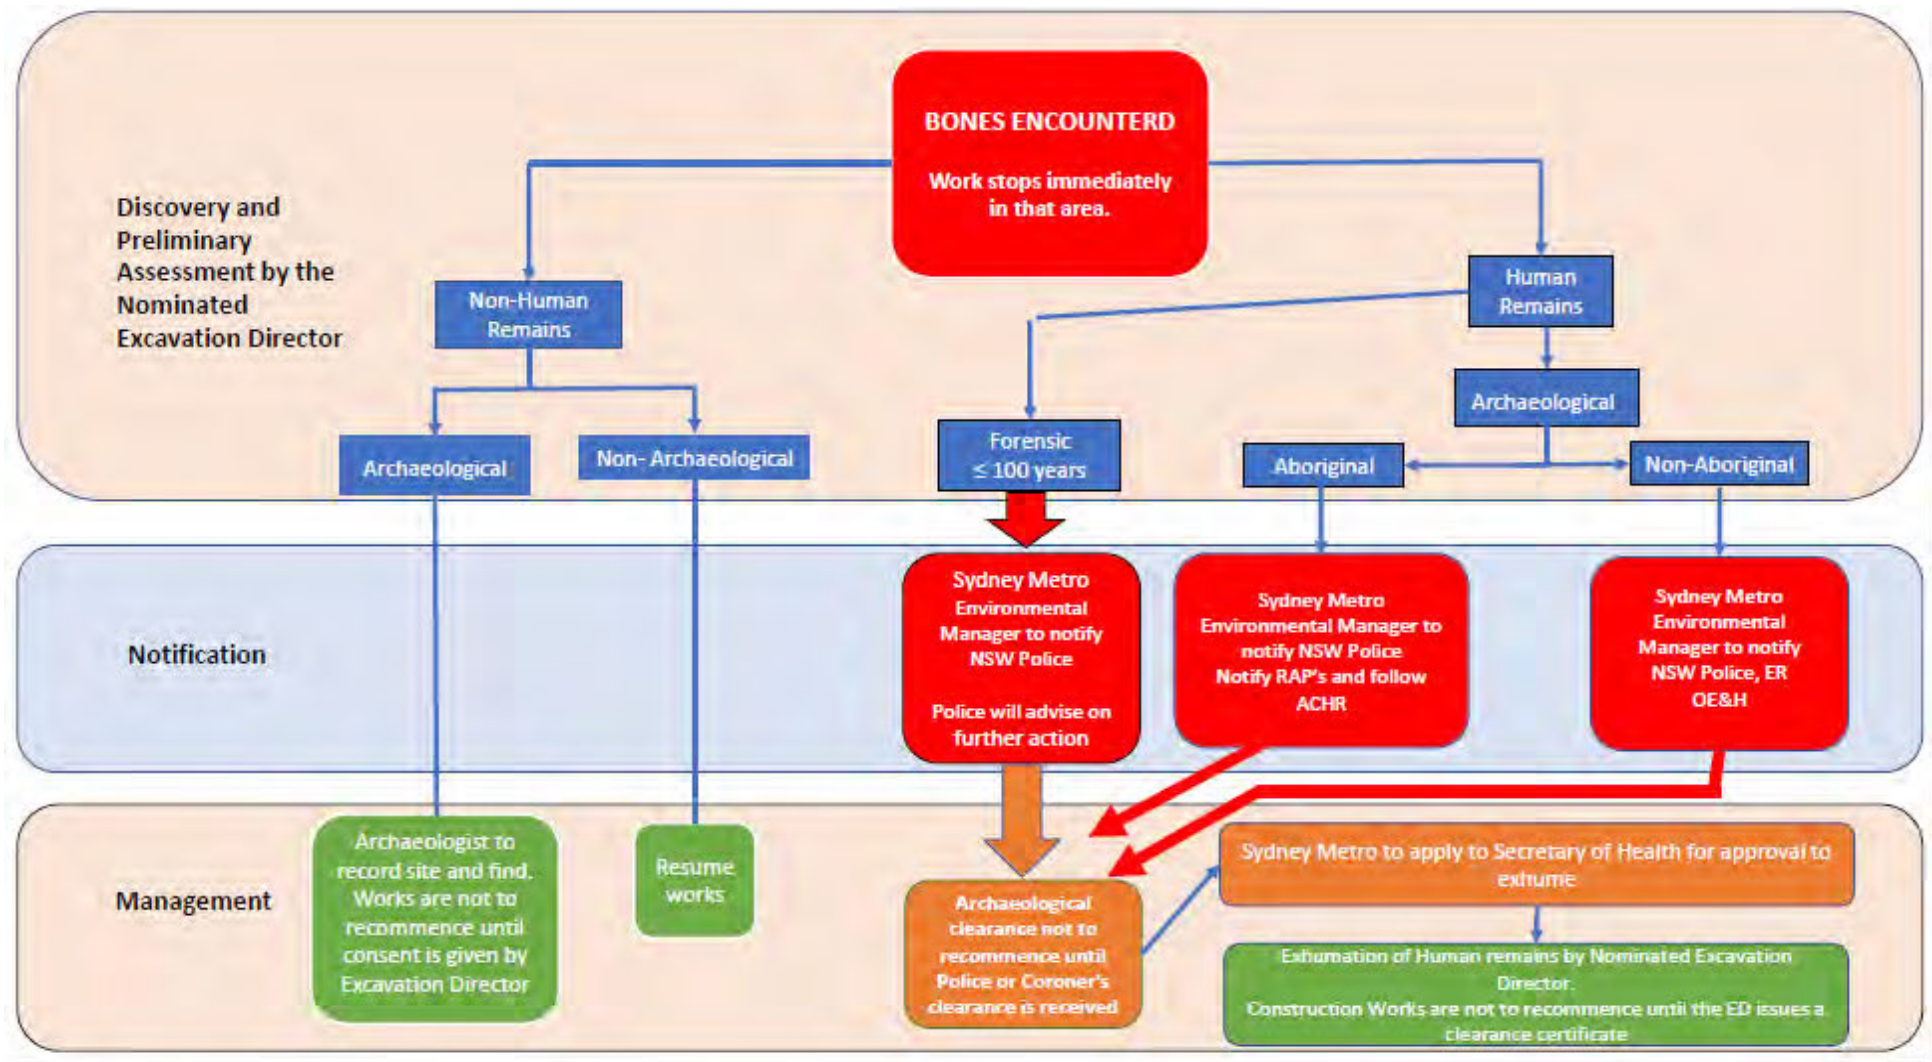 BONES ENCOUNTERD
Work stops immediately
in that area.
Discovery and
Preliminary
Assessment by the
Nominated
Excavation Director
Non-Human
Remains
Human
Remains
Archaeological
Non- Archaeological
Forensic
≤ 100 years
Archaeological
Aboriginal
Non-Aboriginal
Notification
Sydney Metro
Environmental
Manager to notify
NSW Police
Police will advise on
further action
Sydney Metro
Environmental Manager to
notify NSW Police
Notify RAP's and follow
ACHR
Sydney Metro
Environmental
Manager to notify
NSW Police, ER
OE&H
Management
Archaeologist to
record site and find.
Works are not to
recommence until
consent is given by
Excavation Director
Resume
works
Archaeological
clearance not to
recommence until
Police or Coroner's
clearance is received
Sydney Metro to apply to Secretary of Health for approval to
exhume
Exhumation of Human remains by Nominated Excavation
Director.
Construction Works are not to recommence until the ED issues a
clearance certificate